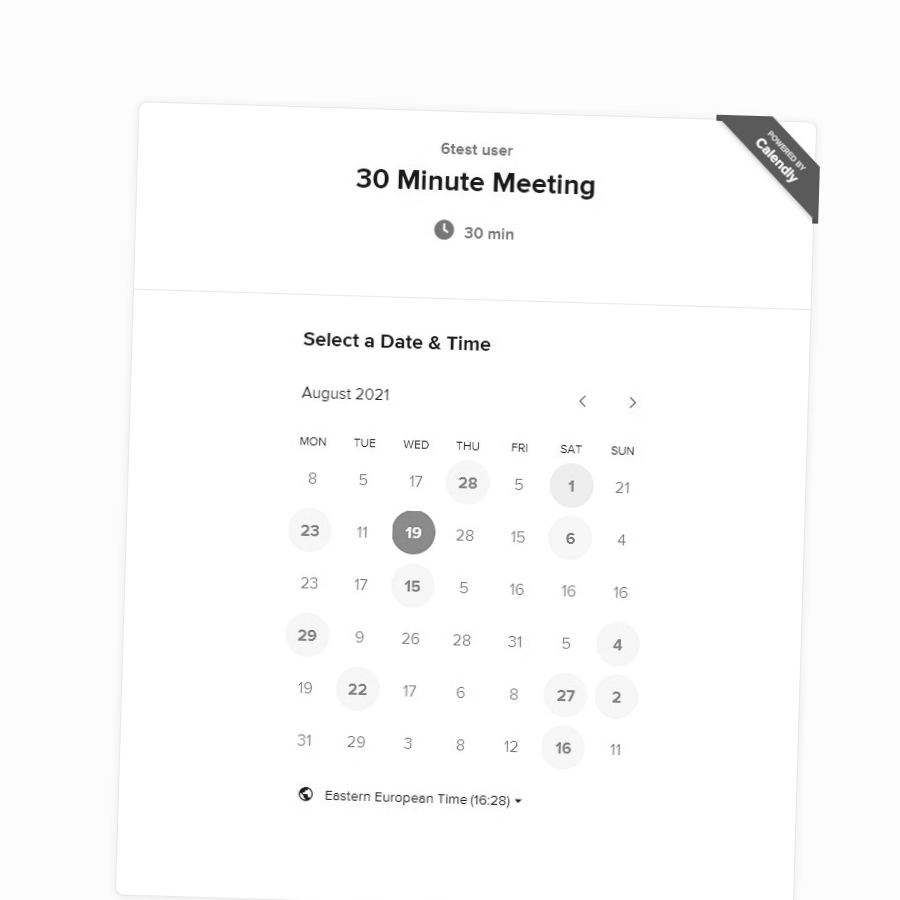 POWERED BY
Calendly
6test user
30 Minute Meeting
30 min
Select a Date & Time
August 2021
MON TUE WED THU FRI SAT SUN
8 5 17 28 5 1 21
23 11 19 28 15 6 4
23 17 15 5 16 16 16
29 9 26 28 31 5 4
19 22 17 6 8 27 2
31 29 3 8 12 16 11
Eastern European Time (16:28)